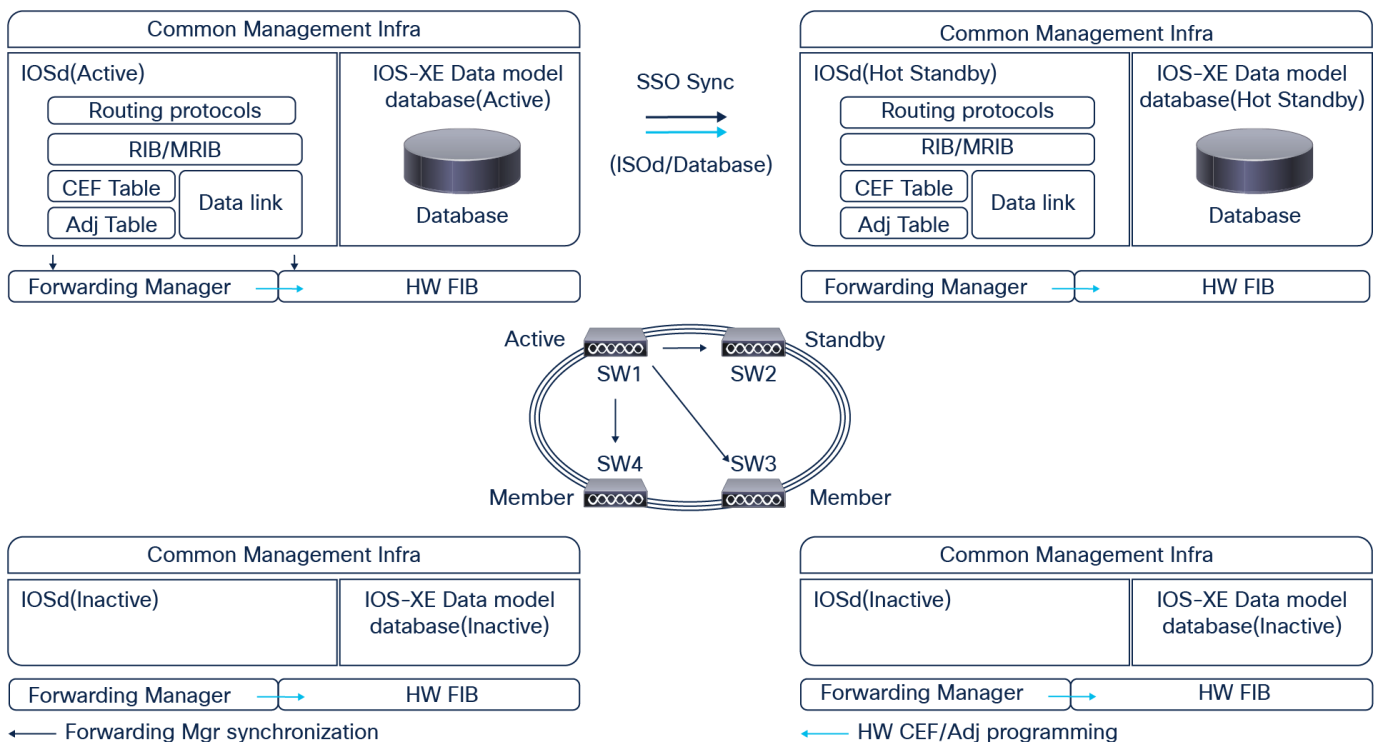 Common Management Infra
IOSd(Active)
Routing protocols
RIB/MRIB
CEF Table
Adj Table
Data link
IOS-XE Data model
database(Active)
Database
Forwarding Manager
HW FIB
SSO Sync
(ISOd/Database)
Common Management Infra
IOSd(Hot Standby)
Routing protocols
RIB/MRIB
CEF Table
Adj Table
Data link
IOS-XE Data model
database(Hot Standby)
Database
Forwarding Manager
HW FIB
Active
SW1
SW2
Standby
SW4
SW3
Member
Member
Common Management Infra
IOSd(Inactive)
IOS-XE Data model
database(Inactive)
Forwarding Manager
HW FIB
Common Management Infra
IOSd(Inactive)
IOS-XE Data model
database(Inactive)
Forwarding Manager
HW FIB
Forwarding Mgr synchronization
HW CEF/Adj programming